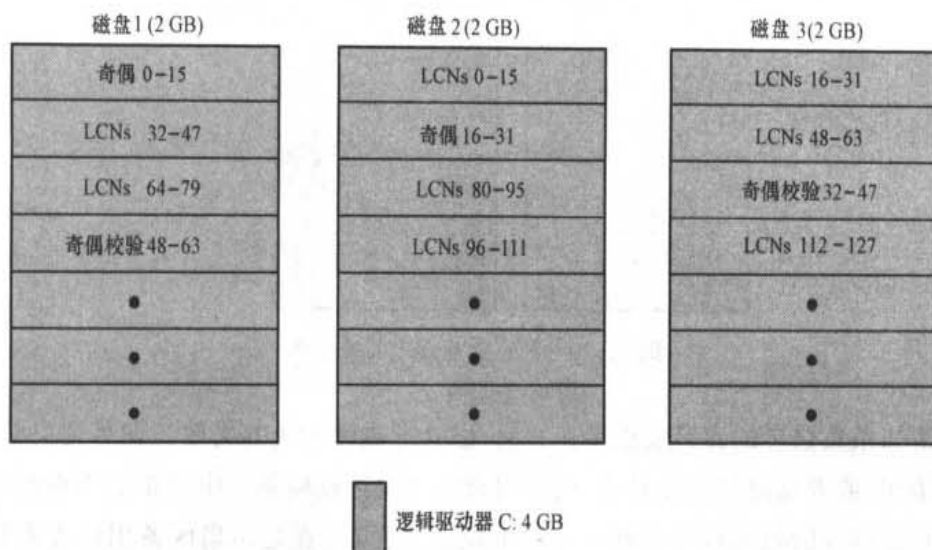 磁盘1 (2 GB) 磁盘 2 (2 GB) 磁盘 3(2 GB)
奇偶 0-15 LCNs 0-15 LCNs 16-31
LCNs 32-47 奇偶 16-31 LCNs 48-63
LCNs 64-79 LCNs 80-95 奇偶校验 32-47
奇偶校验 48-63 LCNs 96-111 LCNs 112-127
逻辑驱动器 C: 4 GB